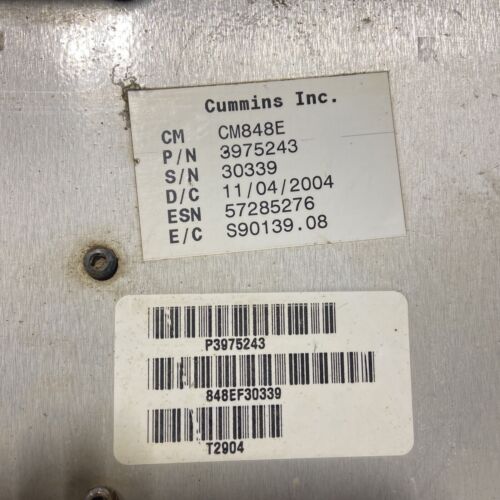 Cummins Inc.
CM CM848E
P/N 3975243
S/N 30339
D/C 11/04/2004
ESN 57285276
E/C S90139.08
P3975243
848EF30339
T2904